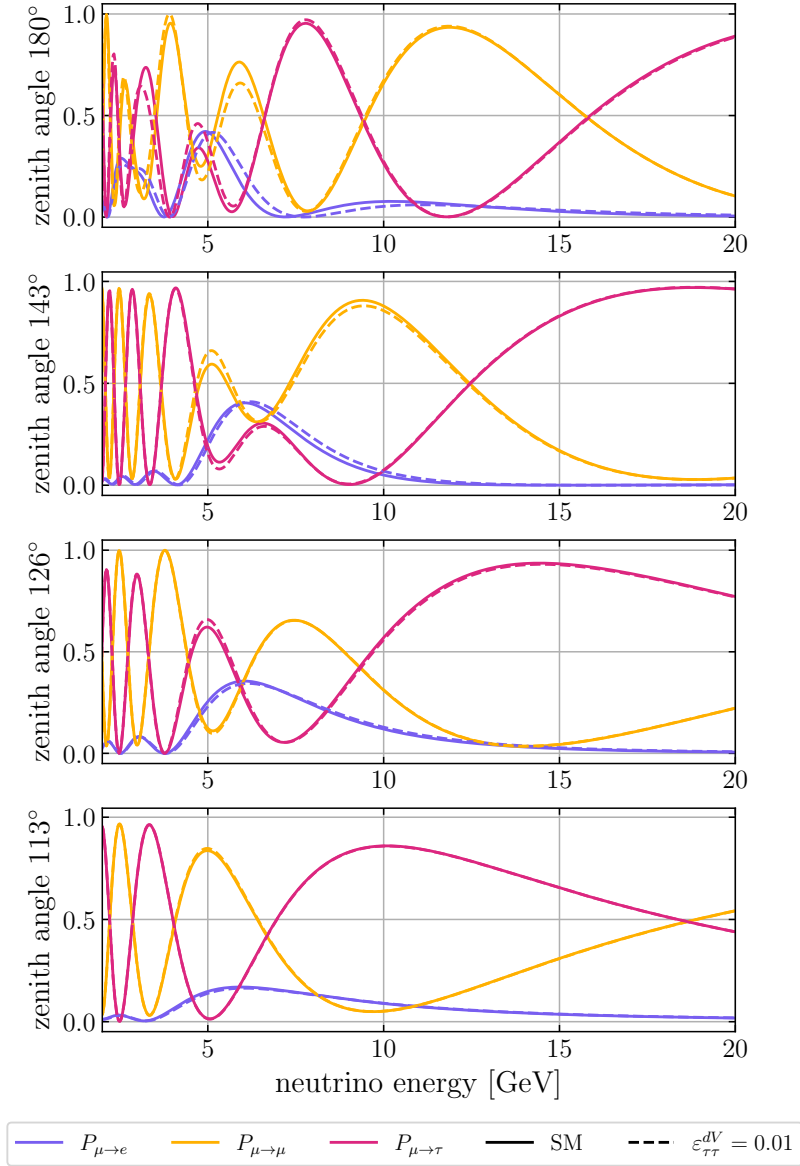 zenith angle 180°
1.0
0.5
0.0
5 10 15 20
zenith angle 143°
1.0
0.5
0.0
5 10 15 20
zenith angle 126°
1.0
0.5
0.0
5 10 15 20
zenith angle 113°
1.0
0.5
0.0
5 10 15 20
neutrino energy [GeV]
P_{μ→e} P_{μ→μ} P_{μ→τ} SM ε_{ττ}^{dV} = 0.01